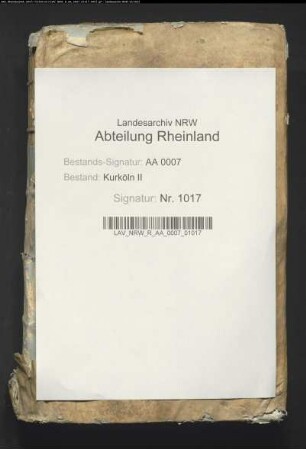 Landesarchiv NRW
Abteilung Rheinland
Bestands-Signatur: AA 0007
Bestand: Kurköln II
Signatur: Nr. 1017
LAV_NRW_R_AA_0007_01017